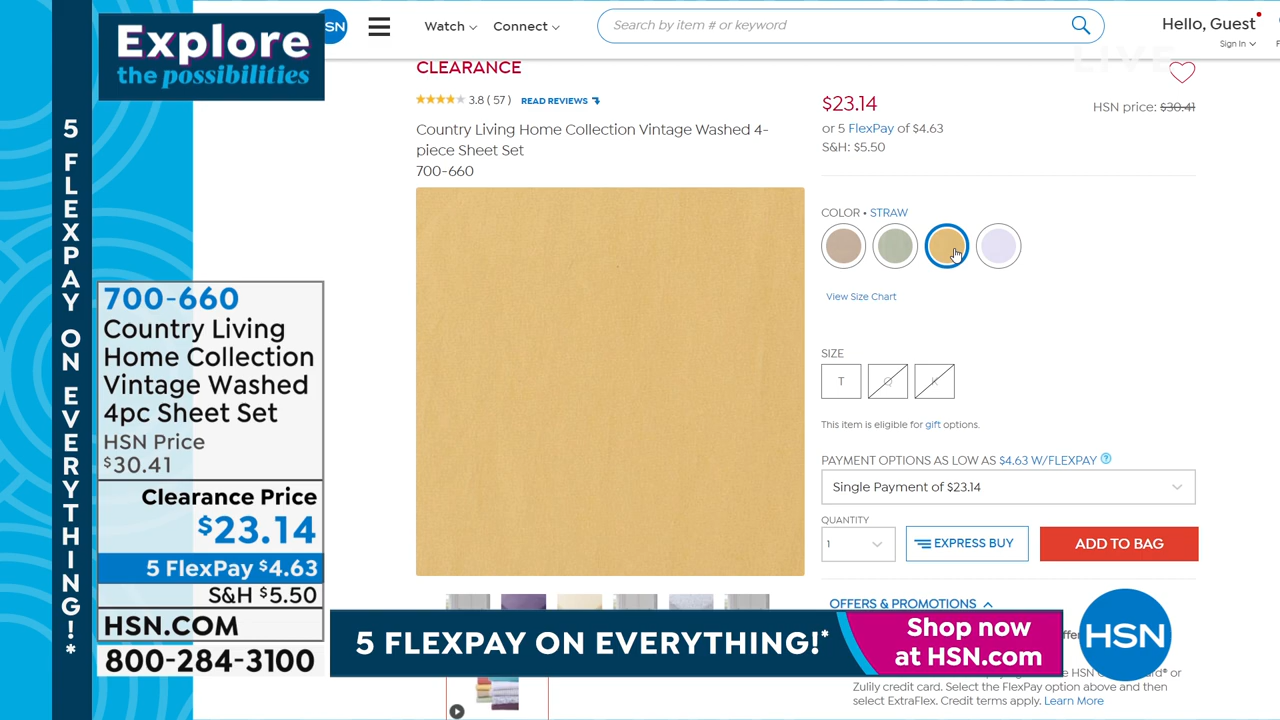 Explore
the possibilities
5 FLEXPAY ON EVERYTHING!*
700-660
Country Living
Home Collection
Vintage Washed
4pc Sheet Set
HSN Price
$30.41
Clearance Price
$23.14
5 FlexPay $4.63
S&H $5.50
HSN.COM
800-284-3100
SN
Watch
Connect
Search by item # or keyword
Hello, Guest
Sign In
LIVE
CLEARANCE
3.8 ( 57 ) READ REVIEWS
Country Living Home Collection Vintage Washed 4-
piece Sheet Set
700-660
$23.14
HSN price: $30.41
or 5 FlexPay of $4.63
S&H: $5.50
COLOR • STRAW
View Size Chart
SIZE
T Q K
This item is eligible for gift options.
PAYMENT OPTIONS AS LOW AS $4.63 W/FLEXPAY ?
Single Payment of $23.14
QUANTITY
1
EXPRESS BUY
ADD TO BAG
OFFERS & PROMOTIONS
5 FLEXPAY ON EVERYTHING!*
Shop now
at HSN.com
HSN
Zulily credit card. Select the FlexPay option above and then
select ExtraFlex. Credit terms apply. Learn More